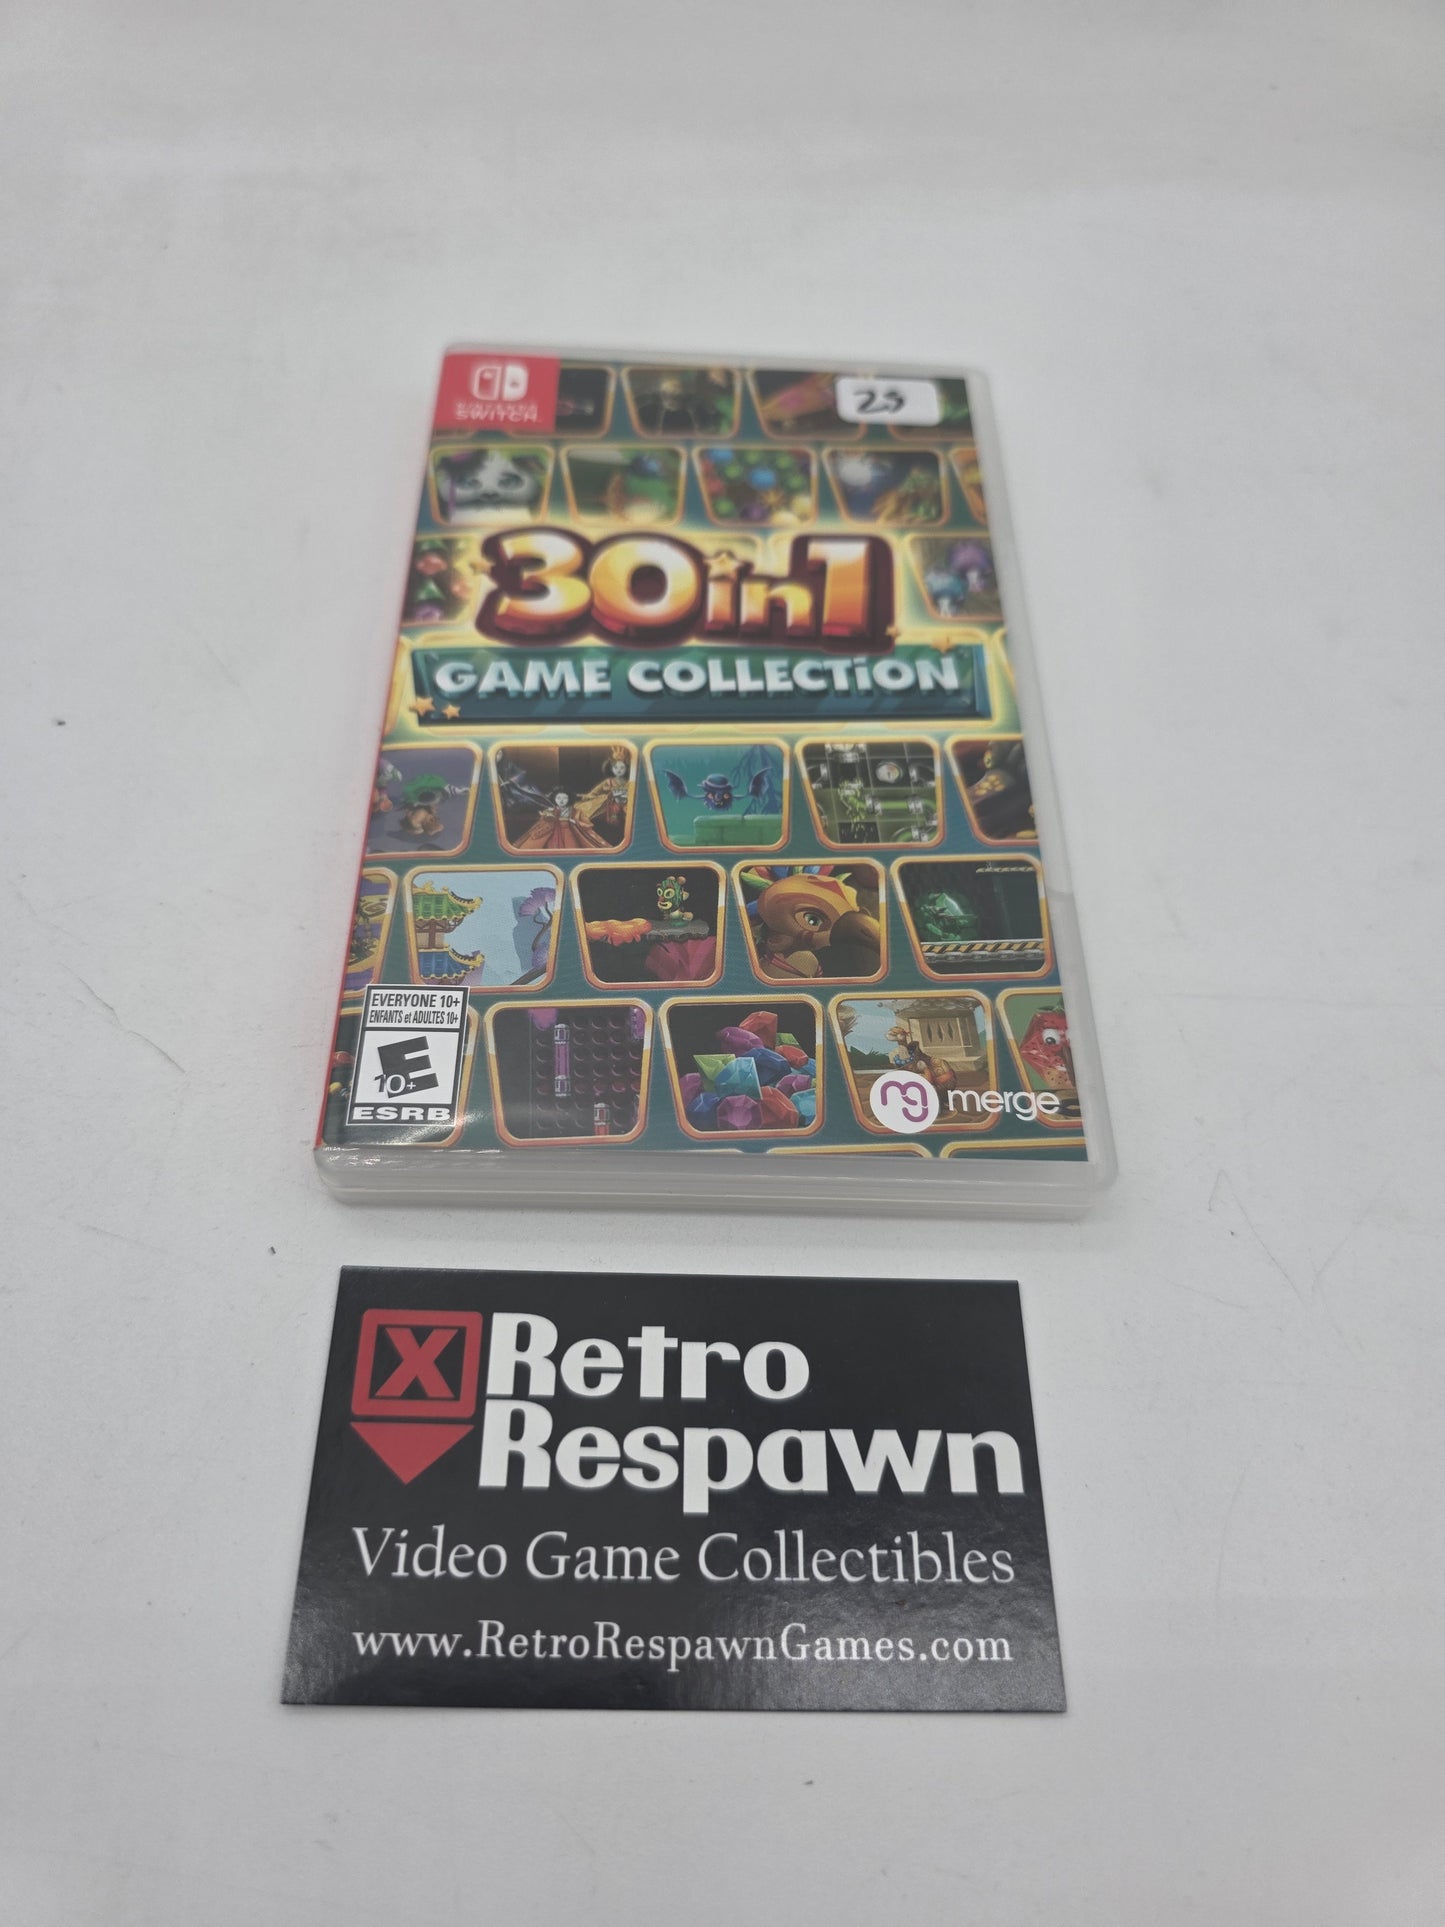 NINTENDO
SWITCH
25
30in1
GAME COLLECTiON
EVERYONE 10+
ENFANTS et ADULTES 10+
E
10+
ESRB
mg merge
X Retro
Respawn
Video Game Collectibles
www.RetroRespawnGames.com